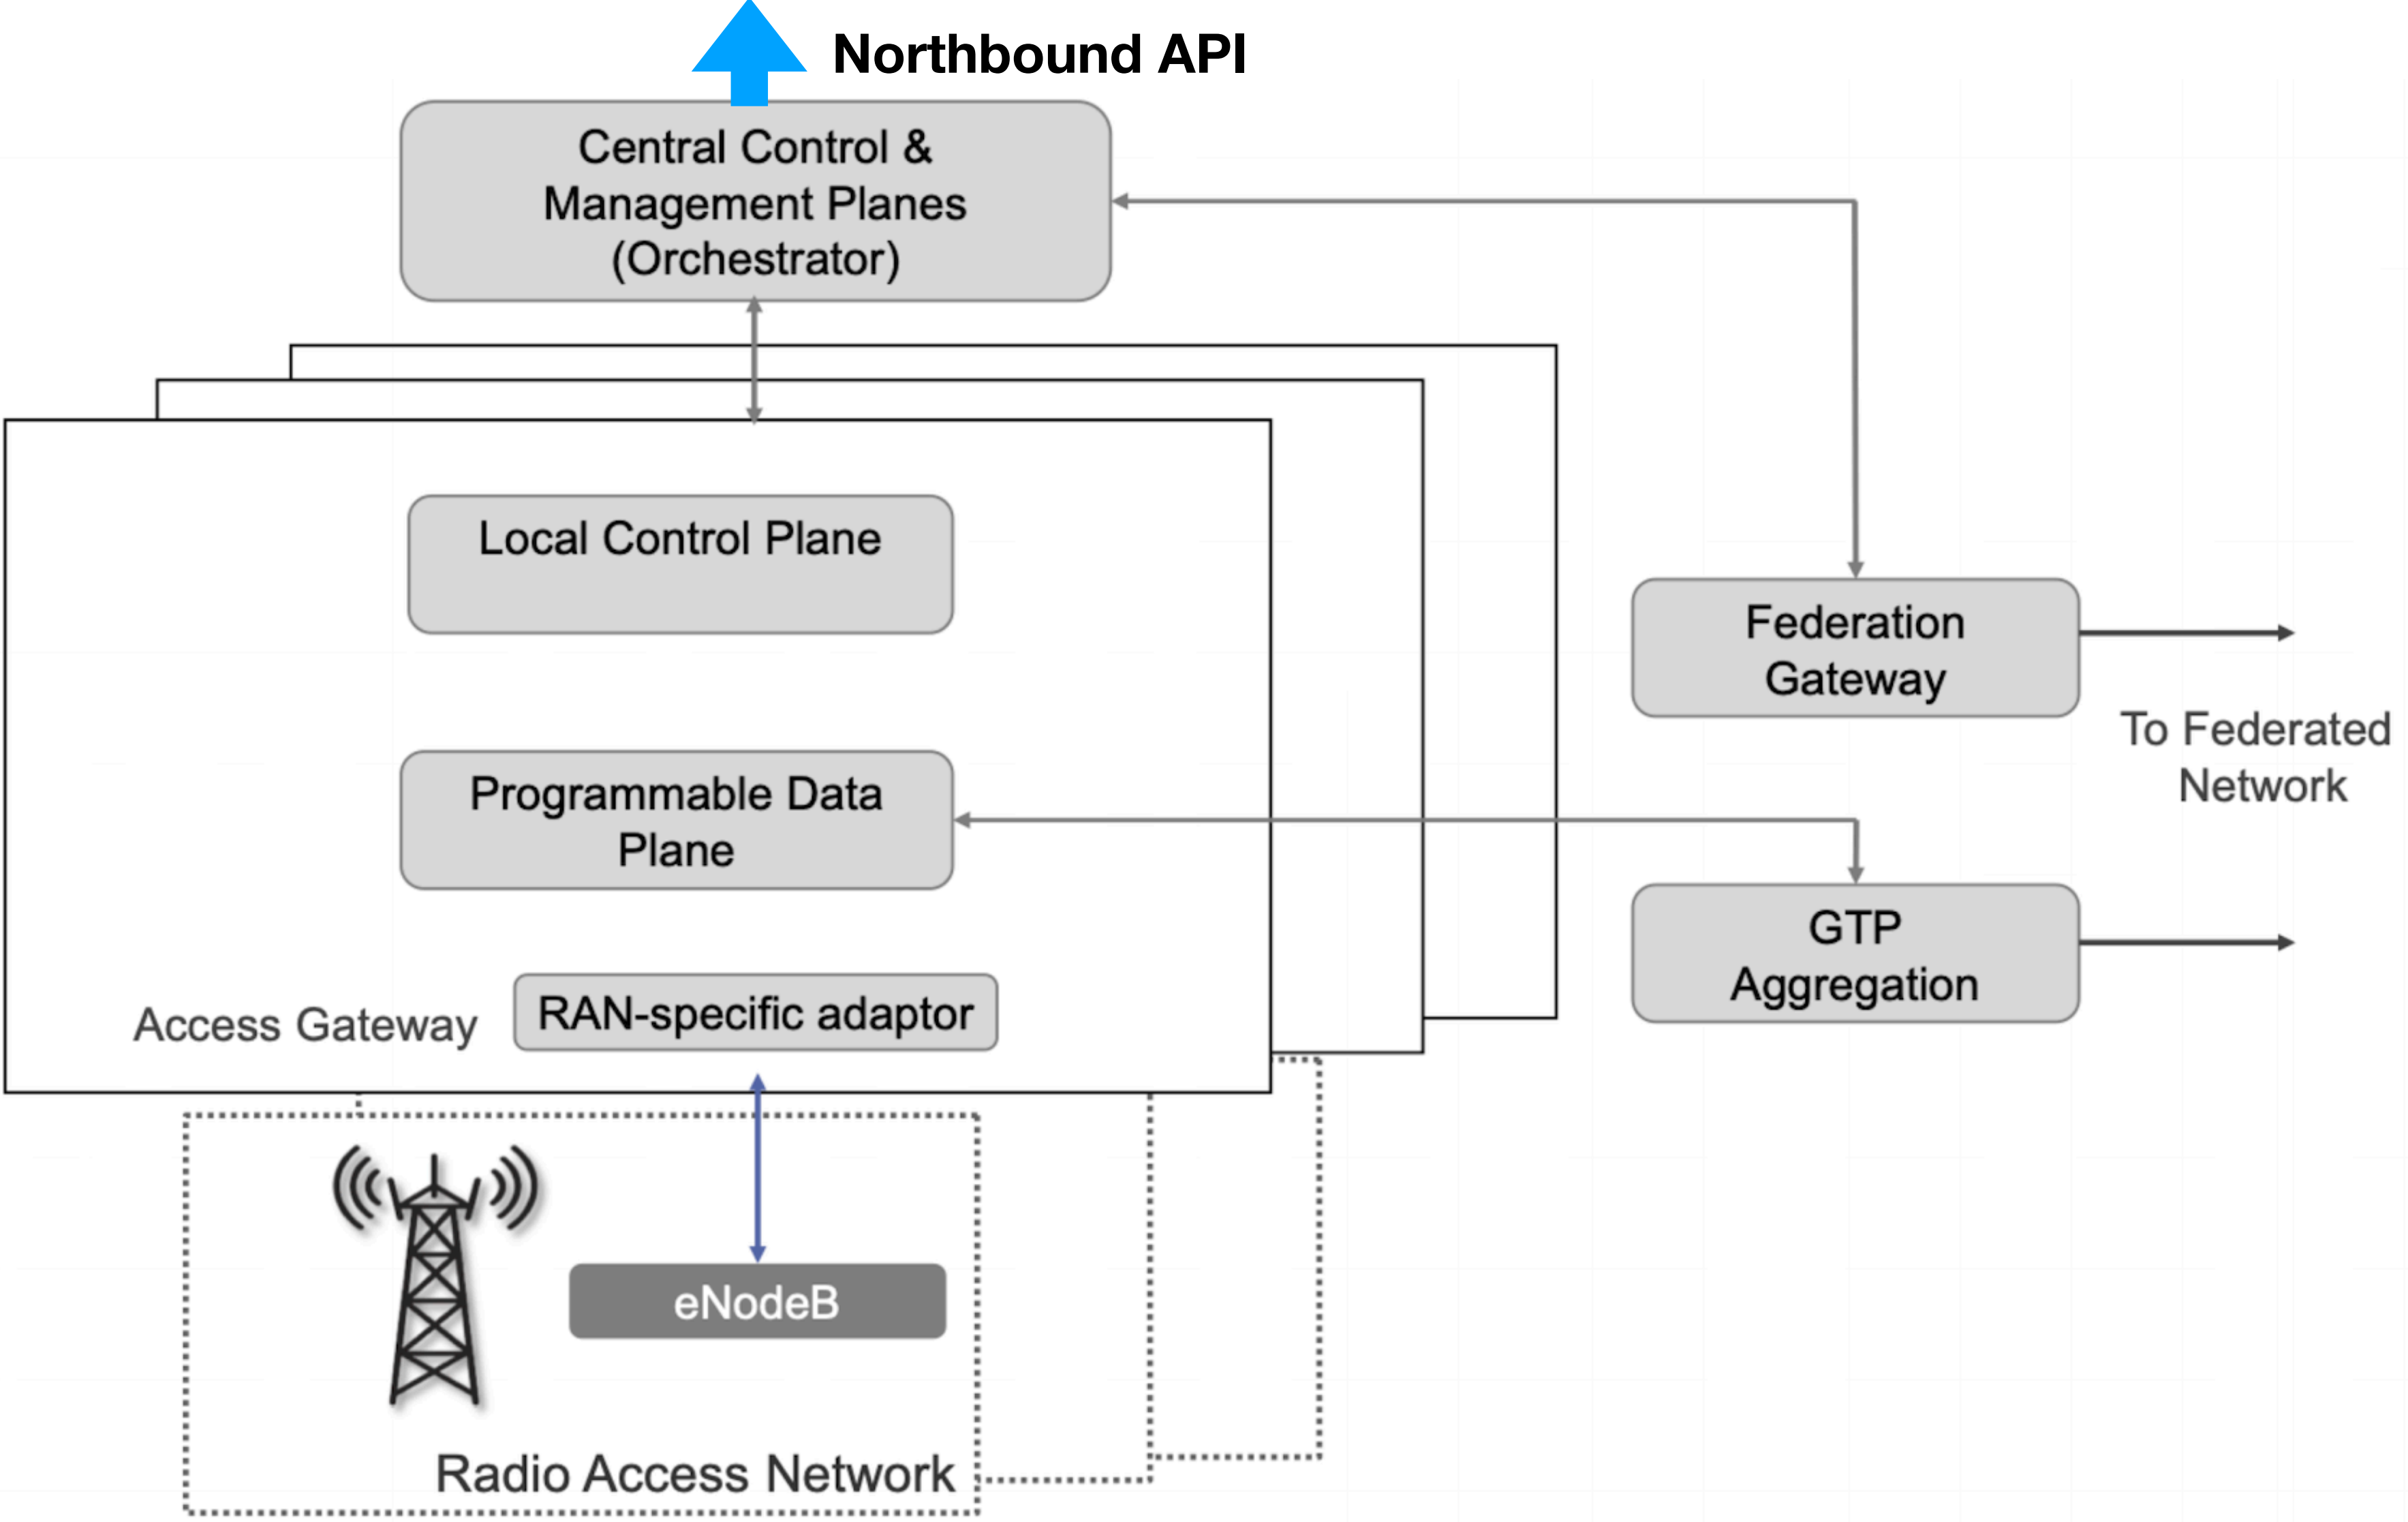 Northbound API
Central Control &
Management Planes
(Orchestrator)
Local Control Plane
Federation
Gateway
To Federated
Network
Programmable Data
Plane
GTP
Aggregation
Access Gateway
RAN-specific adaptor
eNodeB
Radio Access Network